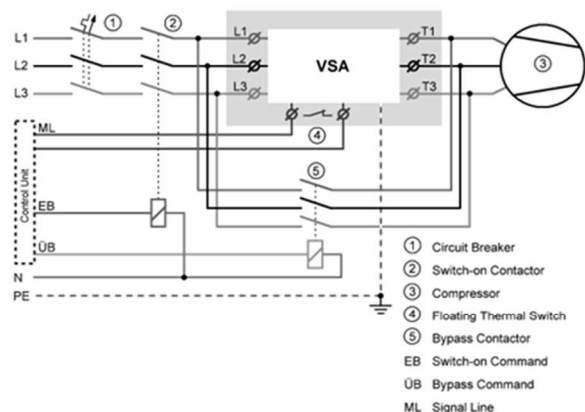 ①
②
L1
L2
L3
L1
L2
L3
VSA
T1
T2
T3
③
④
ML
Control Unit
⑤
EB
ÜB
N
PE
① Circuit Breaker
② Switch-on Contactor
③ Compressor
④ Floating Thermal Switch
⑤ Bypass Contactor
EB Switch-on Command
ÜB Bypass Command
ML Signal Line